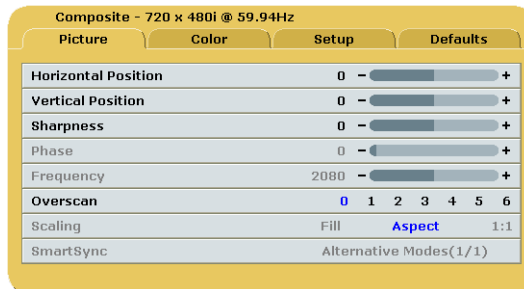 Composite - 720 x 480i @ 59.94Hz
Picture Color Setup Defaults
Horizontal Position 0 - +
Vertical Position 0 - +
Sharpness 0 - +
Phase 0 - +
Frequency 2080 - +
Overscan 0 1 2 3 4 5 6
Scaling Fill Aspect 1:1
SmartSync Alternative Modes(1/1)